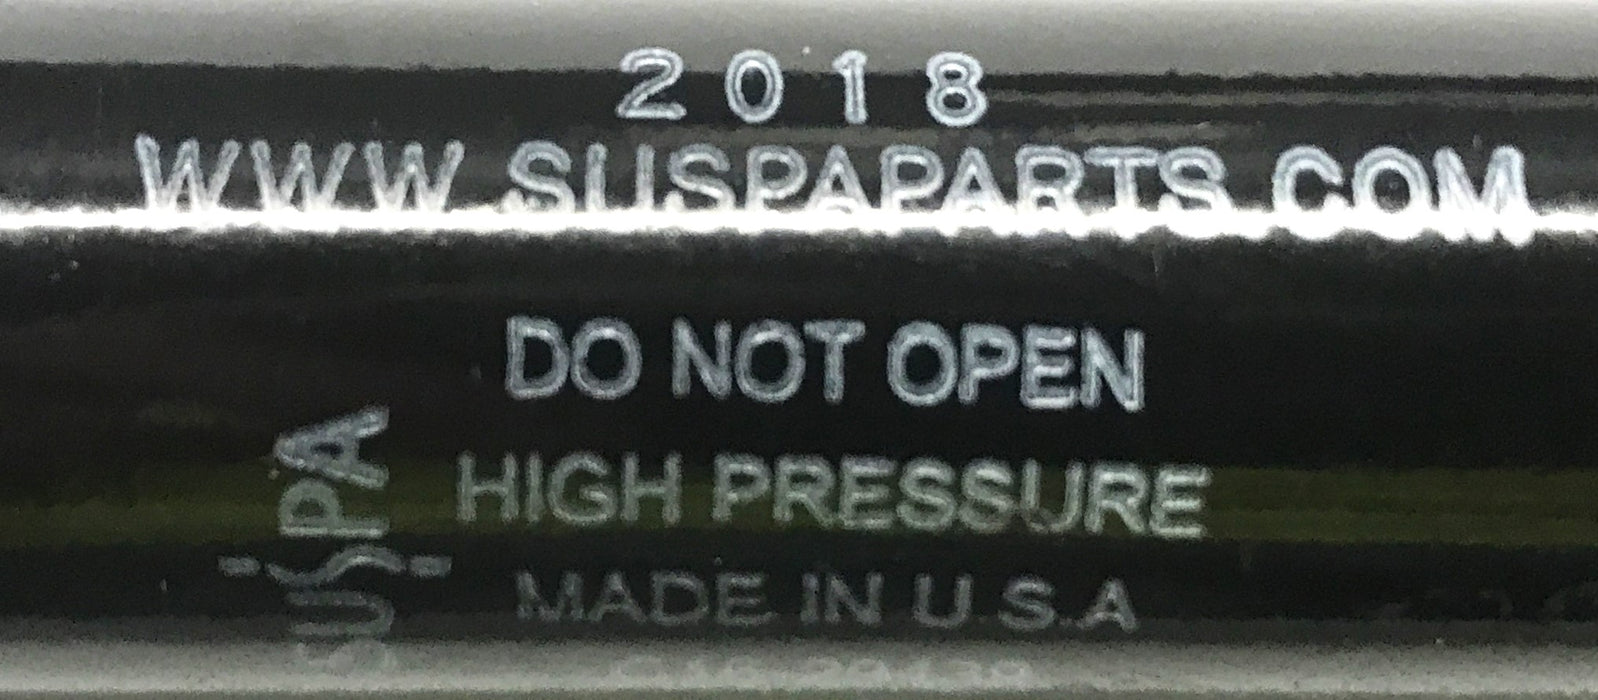 2018
WWW.SUSPAPARTS.COM
DO NOT OPEN
HIGH PRESSURE
MADE IN U.S.A
SUSPA